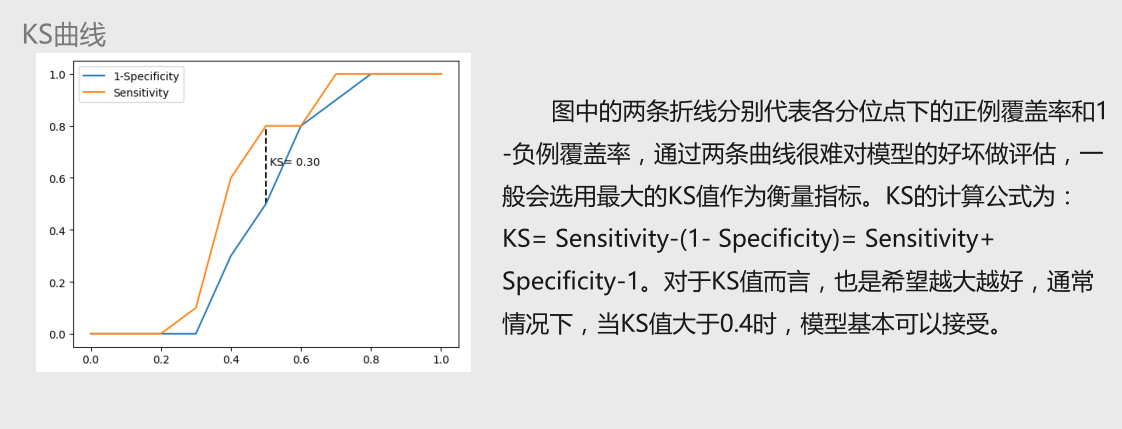 KS曲线
1.0
0.8
0.6
0.4
0.2
0.0
0.0
0.2
0.4
0.6
0.8
1.0
1-Specificity
Sensitivity
KS= 0.30
图中的两条折线分别代表各分位点下的正例覆盖率和1
-负例覆盖率，通过两条曲线很难对模型的好坏做评估，一
般会选用最大的KS值作为衡量指标。KS的计算公式为：
KS= Sensitivity-(1- Specificity)= Sensitivity+
Specificity-1。对于KS值而言，也是希望越大越好，通常
情况下，当KS值大于0.4时，模型基本可以接受。